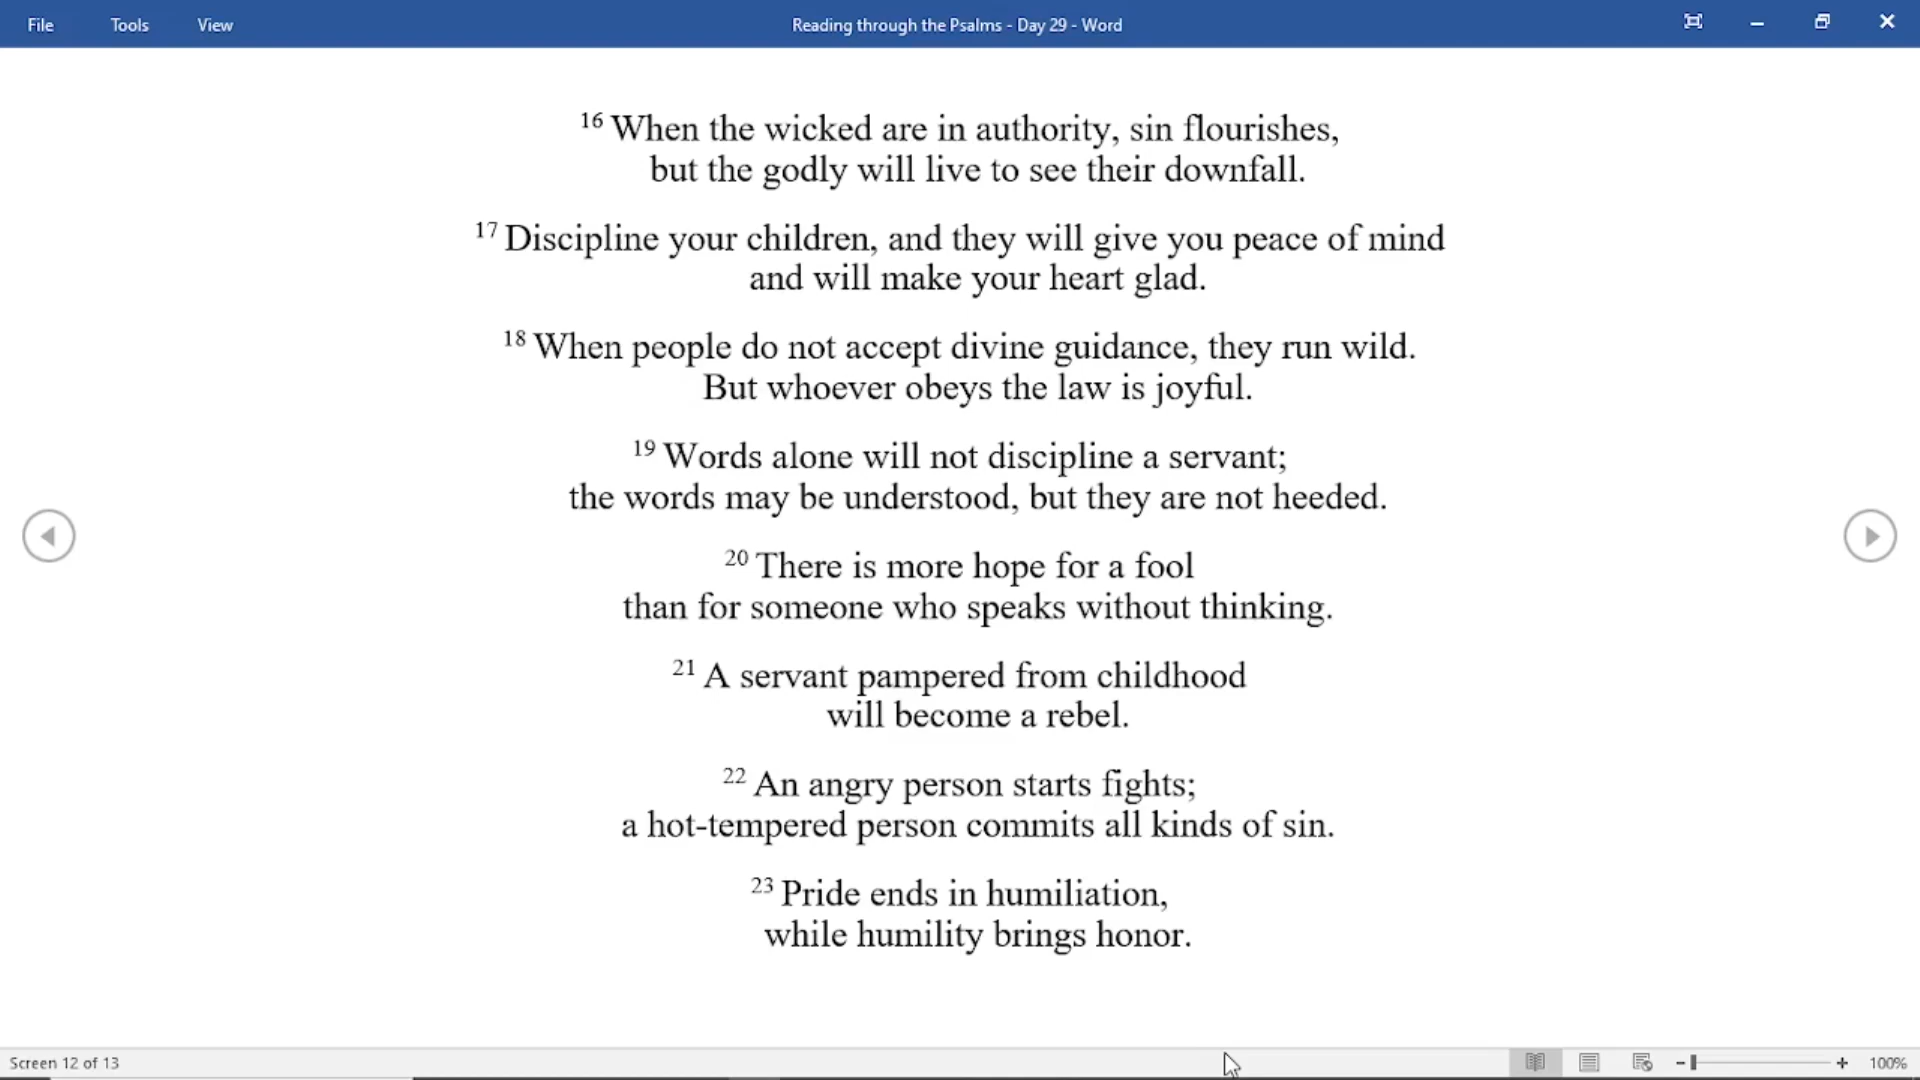 File Tools View Reading through the Psalms - Day 29 - Word
16 When the wicked are in authority, sin flourishes,
but the godly will live to see their downfall.
17 Discipline your children, and they will give you peace of mind
and will make your heart glad.
18 When people do not accept divine guidance, they run wild.
But whoever obeys the law is joyful.
19 Words alone will not discipline a servant;
the words may be understood, but they are not heeded.
20 There is more hope for a fool
than for someone who speaks without thinking.
21 A servant pampered from childhood
will become a rebel.
22 An angry person starts fights;
a hot-tempered person commits all kinds of sin.
23 Pride ends in humiliation,
while humility brings honor.
Screen 12 of 13 100%